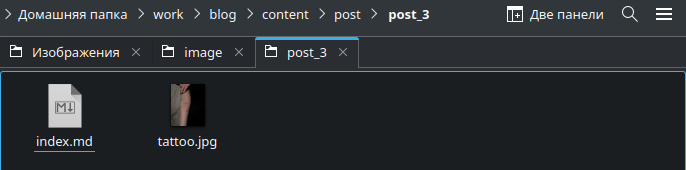 Домашняя папка > work > blog > content > post > post_3
Две панели
Изображения
image
post_3
M↓
index.md
tattoo.jpg